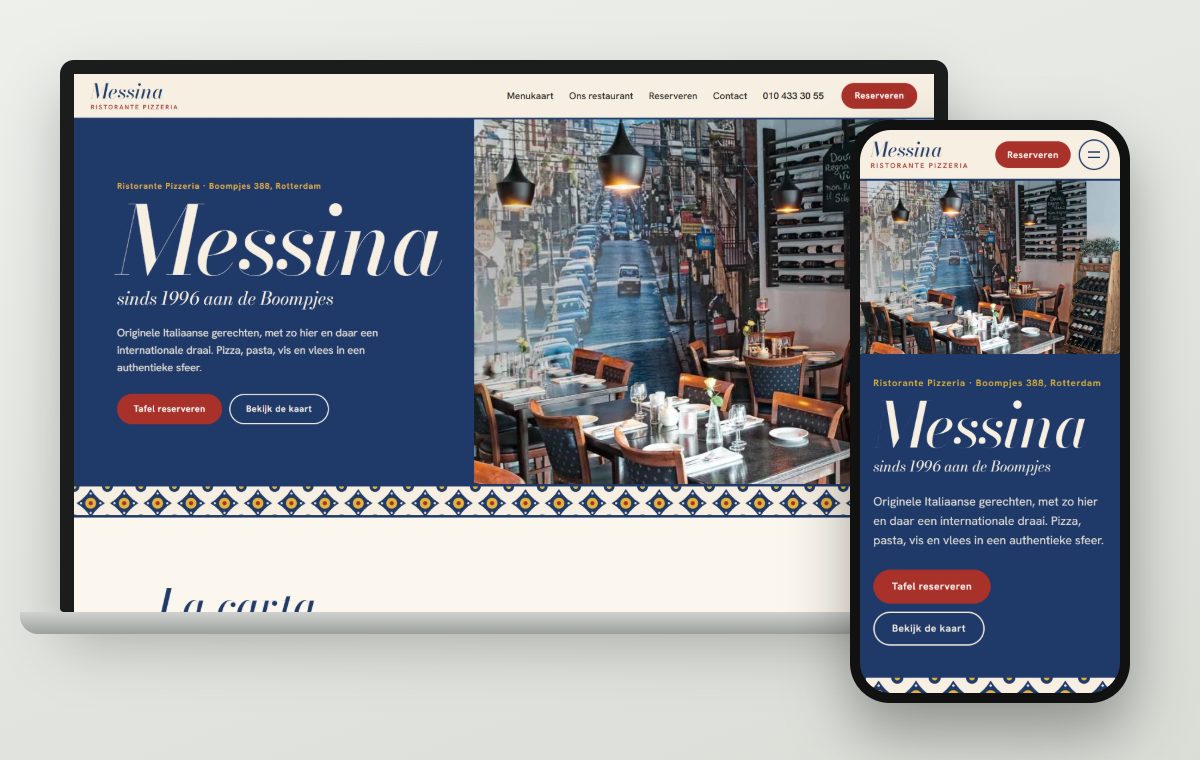 Messina
RISTORANTE PIZZERIA
Menukaart Ons restaurant Reserveren Contact 010 433 30 55 Reserveren
Ristorante Pizzeria · Boompjes 388, Rotterdam
Messina
sinds 1996 aan de Boompjes
Originele Italiaanse gerechten, met zo hier en daar een
internationale draai. Pizza, pasta, vis en vlees in een
authentieke sfeer.
Tafel reserveren Bekijk de kaart
La carta
Messina
RISTORANTE PIZZERIA
Reserveren
Ristorante Pizzeria · Boompjes 388, Rotterdam
Messina
sinds 1996 aan de Boompjes
Originele Italiaanse gerechten, met zo hier
en daar een internationale draai. Pizza,
pasta, vis en vlees in een authentieke sfeer.
Tafel reserveren
Bekijk de kaart